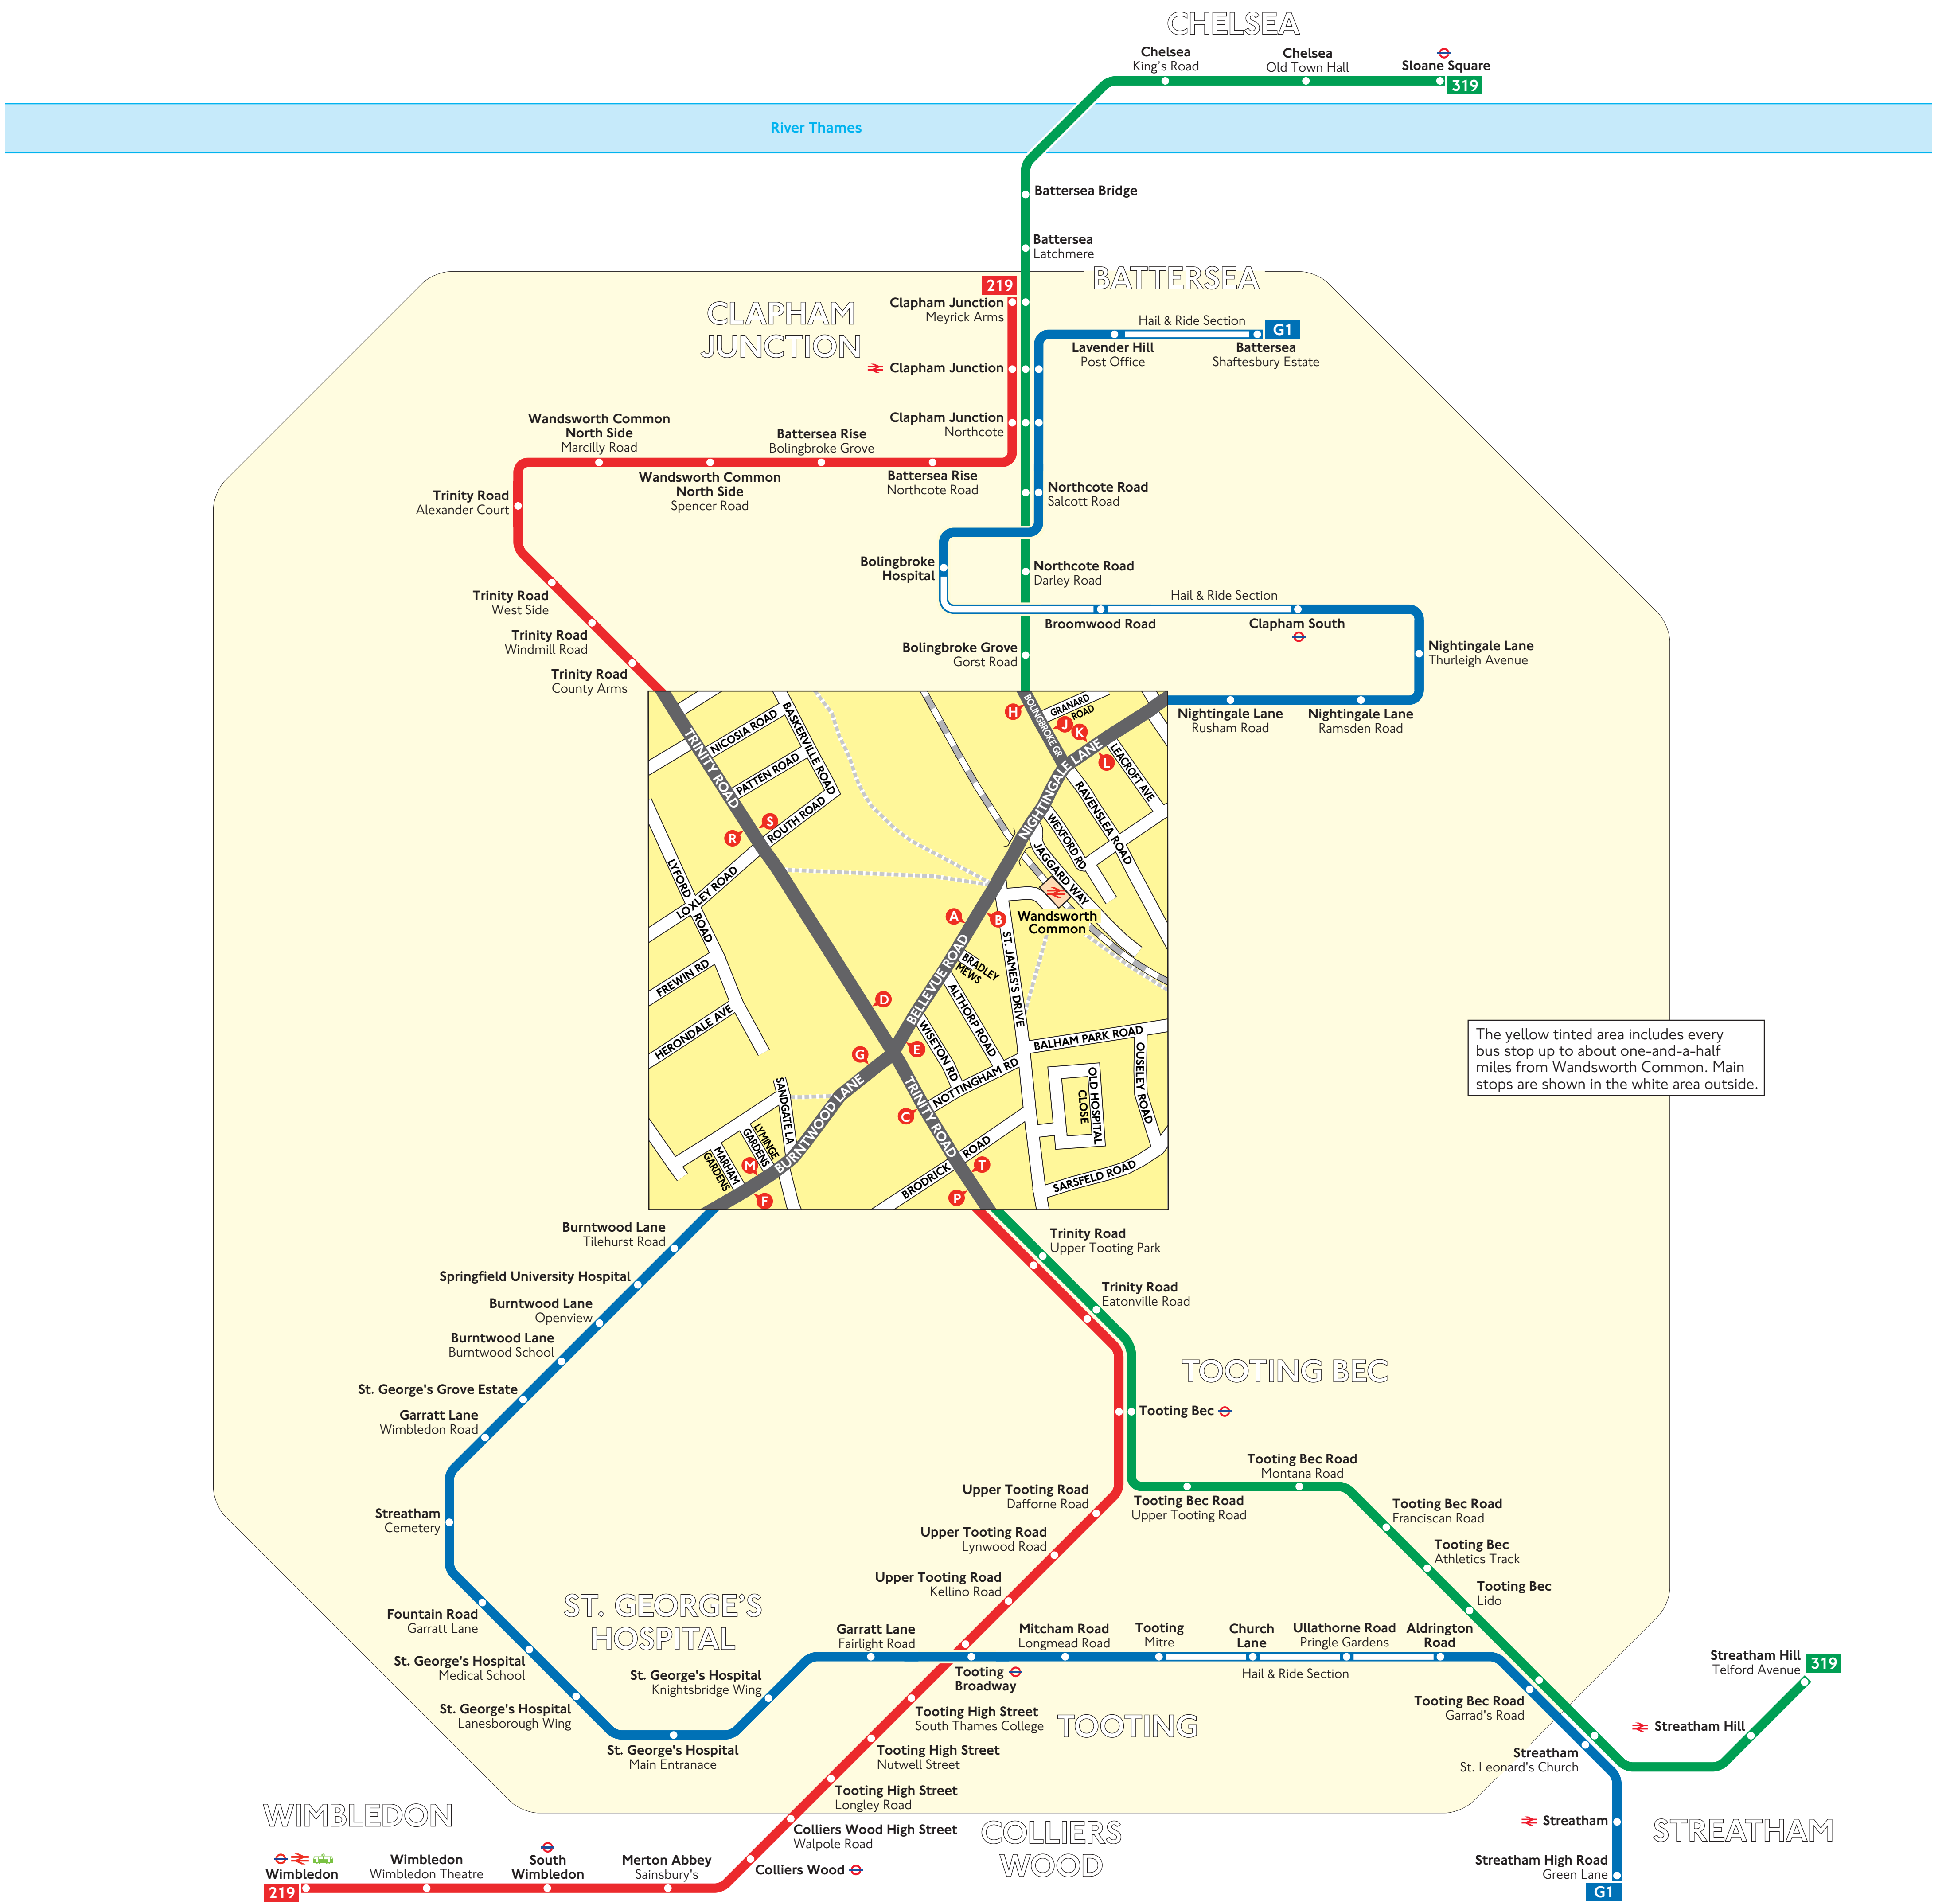 CHELSEA
Chelsea
King's Road
Chelsea
Old Town Hall
Sloane Square
319
River Thames
Battersea Bridge
Battersea
Latchmere
BATTERSEA
219
CLAPHAM
JUNCTION
Clapham Junction
Meyrick Arms
Hail & Ride Section
G1
Lavender Hill
Post Office
Battersea
Shaftesbury Estate
Clapham Junction
Clapham Junction
Northcote
Wandsworth Common
North Side
Marcilly Road
Battersea Rise
Bolingbroke Grove
Wandsworth Common
North Side
Spencer Road
Battersea Rise
Northcote Road
Trinity Road
Alexander Court
Northcote Road
Salcott Road
Bolingbroke
Hospital
Northcote Road
Darley Road
Trinity Road
West Side
Hail & Ride Section
Broomwood Road
Clapham South
Trinity Road
Windmill Road
Bolingbroke Grove
Gorst Road
Nightingale Lane
Thurleigh Avenue
Trinity Road
County Arms
Nightingale Lane
Rusham Road
Nightingale Lane
Ramsden Road
TRINITY ROAD
NICOSIA ROAD
BASKERVILLE ROAD
PATTEN ROAD
ROUTH ROAD
H
BOLINGBROKE GR
GRANARD
ROAD
J
K
L
NIGHTINGALE LANE
LEACROFT AVE
RAVENSLEA ROAD
WEXFORD RD
JAGGARD WAY
S
R
LYFORD ROAD
LOXLEY ROAD
Wandsworth
Common
A
B
BELLEVUE ROAD
BRADLEY
MEWS
ST. JAMES'S DRIVE
ALTHORP ROAD
FREWIN RD
HERONDALE AVE
D
WISETON RD
E
G
NOTTINGHAM RD
BALHAM PARK ROAD
OUSELEY ROAD
OLD HOSPITAL
CLOSE
SANDGATE LA
BURNTWOOD LANE
TRINITY ROAD
C
LYMINGE
GARDENS
MARHAM
GARDENS
M
F
BRODRICK ROAD
T
P
SARSFELD ROAD
The yellow tinted area includes every
bus stop up to about one-and-a-half
miles from Wandsworth Common. Main
stops are shown in the white area outside.
Burntwood Lane
Tilehurst Road
Springfield University Hospital
Burntwood Lane
Openview
Burntwood Lane
Burntwood School
St. George's Grove Estate
Garratt Lane
Wimbledon Road
Streatham
Cemetery
Fountain Road
Garratt Lane
St. George's Hospital
Medical School
St. George's Hospital
Lanesborough Wing
St. George's Hospital
Main Entranace
St. George's Hospital
Knightsbridge Wing
ST. GEORGE'S
HOSPITAL
Trinity Road
Upper Tooting Park
Trinity Road
Eatonville Road
TOOTING BEC
Tooting Bec
Tooting Bec Road
Upper Tooting Road
Tooting Bec Road
Montana Road
Tooting Bec Road
Franciscan Road
Tooting Bec
Athletics Track
Tooting Bec
Lido
Upper Tooting Road
Dafforne Road
Upper Tooting Road
Lynwood Road
Upper Tooting Road
Kellino Road
Garratt Lane
Fairlight Road
Tooting
Broadway
Mitcham Road
Longmead Road
Tooting
Mitre
Church
Lane
Ullathorne Road
Pringle Gardens
Aldrington
Road
Hail & Ride Section
Tooting Bec Road
Garrad's Road
Streatham
St. Leonard's Church
Streatham Hill
Telford Avenue
319
Streatham Hill
Tooting High Street
South Thames College
TOOTING
Tooting High Street
Nutwell Street
Tooting High Street
Longley Road
Colliers Wood High Street
Walpole Road
Colliers Wood
COLLIERS
WOOD
Streatham
STREATHAM
Streatham High Road
Green Lane
G1
WIMBLEDON
Wimbledon
219
Wimbledon
Wimbledon Theatre
South
Wimbledon
Merton Abbey
Sainsbury's